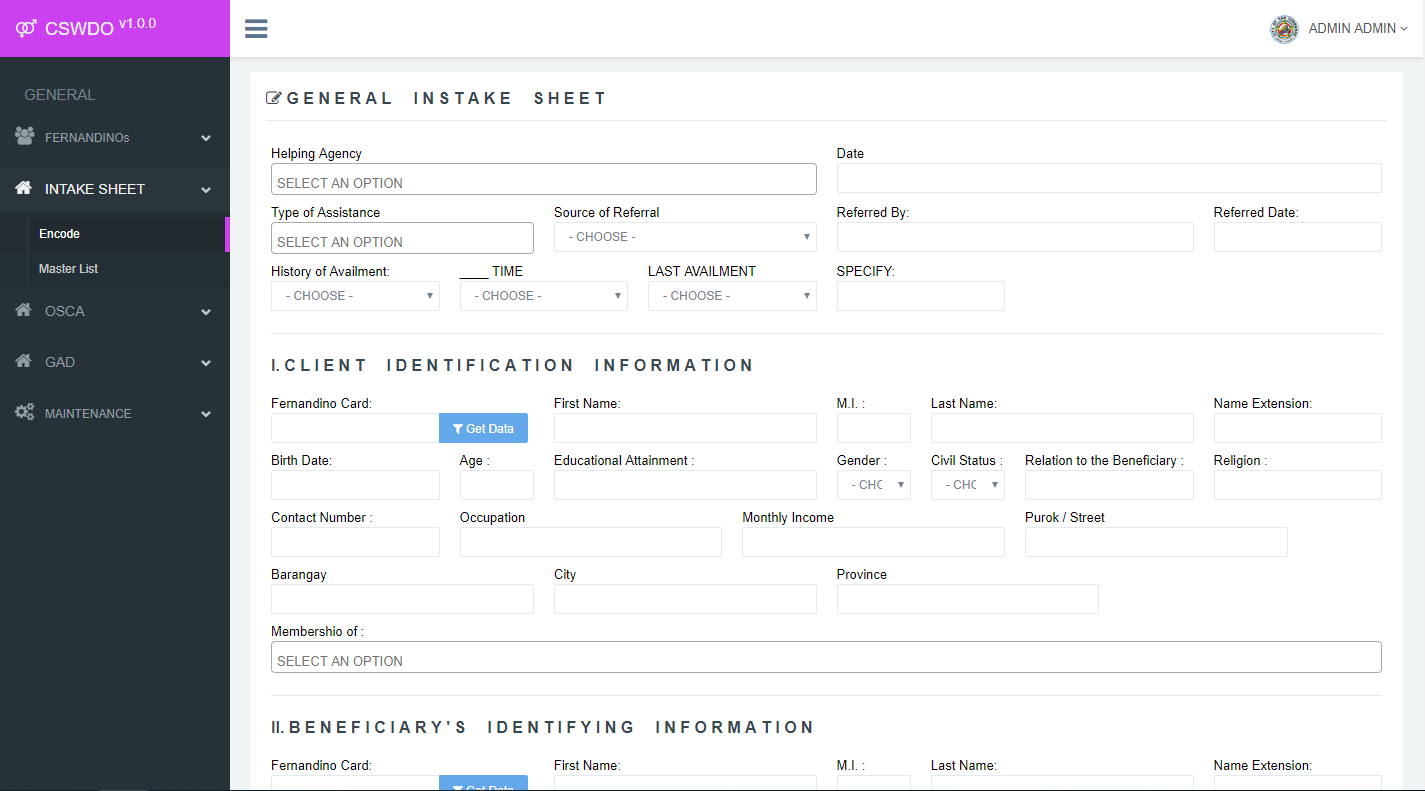 CSWDO v1.0.0
ADMIN ADMIN
GENERAL
FERNANDINOs
INTAKE SHEET
Encode
Master List
OSCA
GAD
MAINTENANCE
GENERAL INSTAKE SHEET
Helping Agency Date
SELECT AN OPTION
Type of Assistance Source of Referral Referred By: Referred Date:
SELECT AN OPTION - CHOOSE -
History of Availment: ____ TIME LAST AVAILMENT SPECIFY:
- CHOOSE - - CHOOSE - - CHOOSE -
I. CLIENT IDENTIFICATION INFORMATION
Fernandino Card: First Name: M.I. : Last Name: Name Extension:
Get Data
Birth Date: Age : Educational Attainment : Gender : Civil Status : Relation to the Beneficiary : Religion :
- CHO - CHO
Contact Number : Occupation Monthly Income Purok / Street
Barangay City Province
Membershio of :
SELECT AN OPTION
II. BENEFICIARY'S IDENTIFYING INFORMATION
Fernandino Card: First Name: M.I. : Last Name: Name Extension:
Get Data